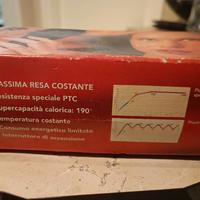 ASSIMA RESA COSTANTE
esistenza speciale PTC
upercapacità calorica: 190°
emperatura costante
Consumo energetico limitato
Interruttore di accensione